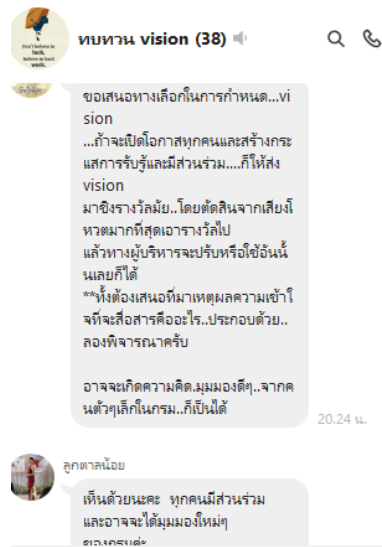 Don't believe in
luck,
believe in hard
work.
ทบทวน vision (38)
ขอเสนอทางเลือกในการกำหนด...vi
sion
...ถ้าจะเปิดโอกาสทุกคนและสร้างกระ
แสการรับรู้และมีส่วนร่วม....ก็ให้ส่ง
vision
มาชิงรางวัลมัย..โดยตัดสินจากเสียงโ
หวตมากที่สุดเอารางวัลไป
แล้วทางผู้บริหารจะปรับหรือใช้อันนั้
นเลยก็ได้
**ทั้งต้องเสนอที่มาเหตุผลความเข้าใ
จที่จะสื่อสารคืออะไร..ประกอบด้วย..
ลองพิจารณาครับ
อาจจะเกิดความคิด.มุมมองดีๆ..จากค
นตัวๆเล็กในกรม..ก็เป็นได้
20.24 น.
ลูกตาลน้อย
เห็นด้วยนะคะ ทุกคนมีส่วนร่วม
และอาจจะได้มุมมองใหม่ๆ
ของกรมค่ะ